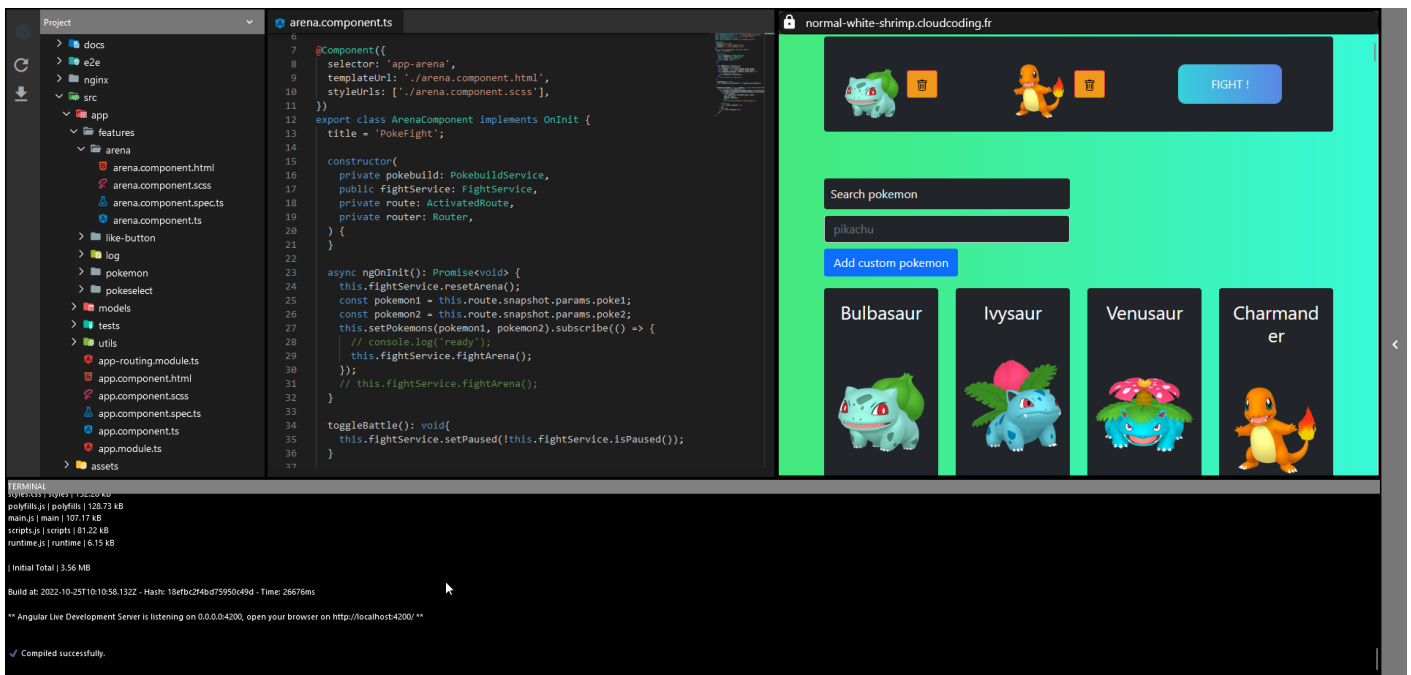 Project
docs
e2e
nginx
src
app
features
arena
arena.component.html
arena.component.scss
arena.component.spec.ts
arena.component.ts
like-button
log
pokemon
pokeselect
models
tests
utils
app-routing.module.ts
app.component.html
app.component.scss
app.component.spec.ts
app.component.ts
app.module.ts
assets
arena.component.ts
6
7 @Component({
8 selector: 'app-arena',
9 templateUrl: './arena.component.html',
10 styleUrls: ['./arena.component.scss'],
11 })
12 export class ArenaComponent implements OnInit {
13 title = 'PokeFight';
14
15 constructor(
16 private pokebuild: PokebuildService,
17 public fightService: FightService,
18 private route: ActivatedRoute,
19 private router: Router,
20 ) {
21 }
22
23 async ngOnInit(): Promise<void> {
24 this.fightService.resetArena();
25 const pokemon1 = this.route.snapshot.params.poke1;
26 const pokemon2 = this.route.snapshot.params.poke2;
27 this.setPokemons(pokemon1, pokemon2).subscribe(() => {
28 // console.log('ready');
29 this.fightService.fightArena();
30 });
31 // this.fightService.fightArena();
32 }
33
34 toggleBattle(): void{
35 this.fightService.setPaused(!this.fightService.isPaused());
36 }
37
normal-white-shrimp.cloudcoding.fr
FIGHT !
Search pokemon
pikachu
Add custom pokemon
Bulbasaur
Ivysaur
Venusaur
Charmand
er
TERMINAL
styles.css | styles | 152.28 kB
polyfills.js | polyfills | 128.73 kB
main.js | main | 107.17 kB
scripts.js | scripts | 81.22 kB
runtime.js | runtime | 6.15 kB
| Initial Total | 3.56 MB
Build at: 2022-10-25T10:10:58.132Z - Hash: 18efbc2f4bd75950c49d - Time: 26676ms
** Angular Live Development Server is listening on 0.0.0.0:4200, open your browser on http://localhost:4200/ **
✓ Compiled successfully.